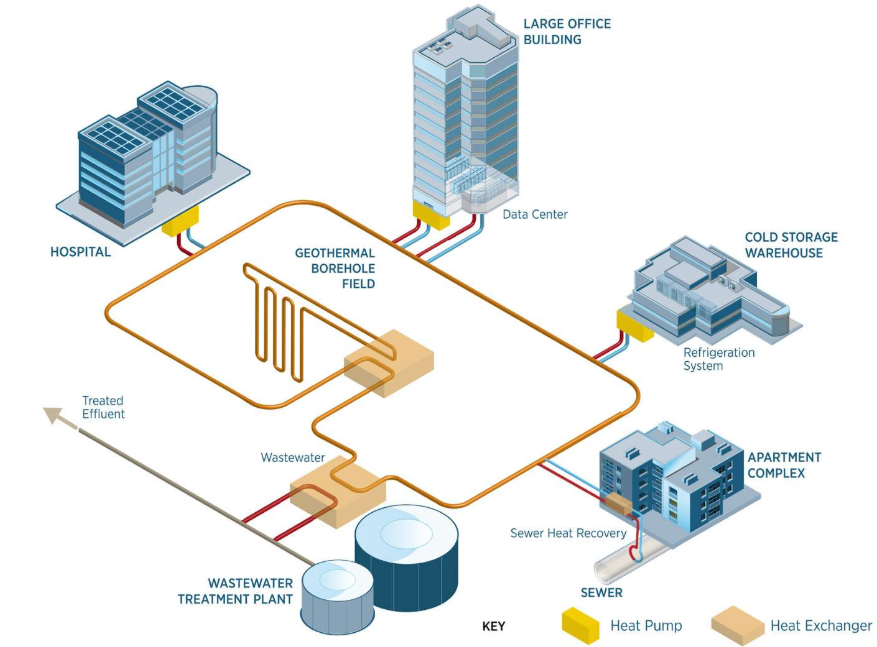 LARGE OFFICE
BUILDING
Data Center
HOSPITAL
GEOTHERMAL
BOREHOLE
FIELD
COLD STORAGE
WAREHOUSE
Refrigeration
System
Treated
Effluent
Wastewater
APARTMENT
COMPLEX
Sewer Heat Recovery
SEWER
WASTEWATER
TREATMENT PLANT
KEY
Heat Pump
Heat Exchanger